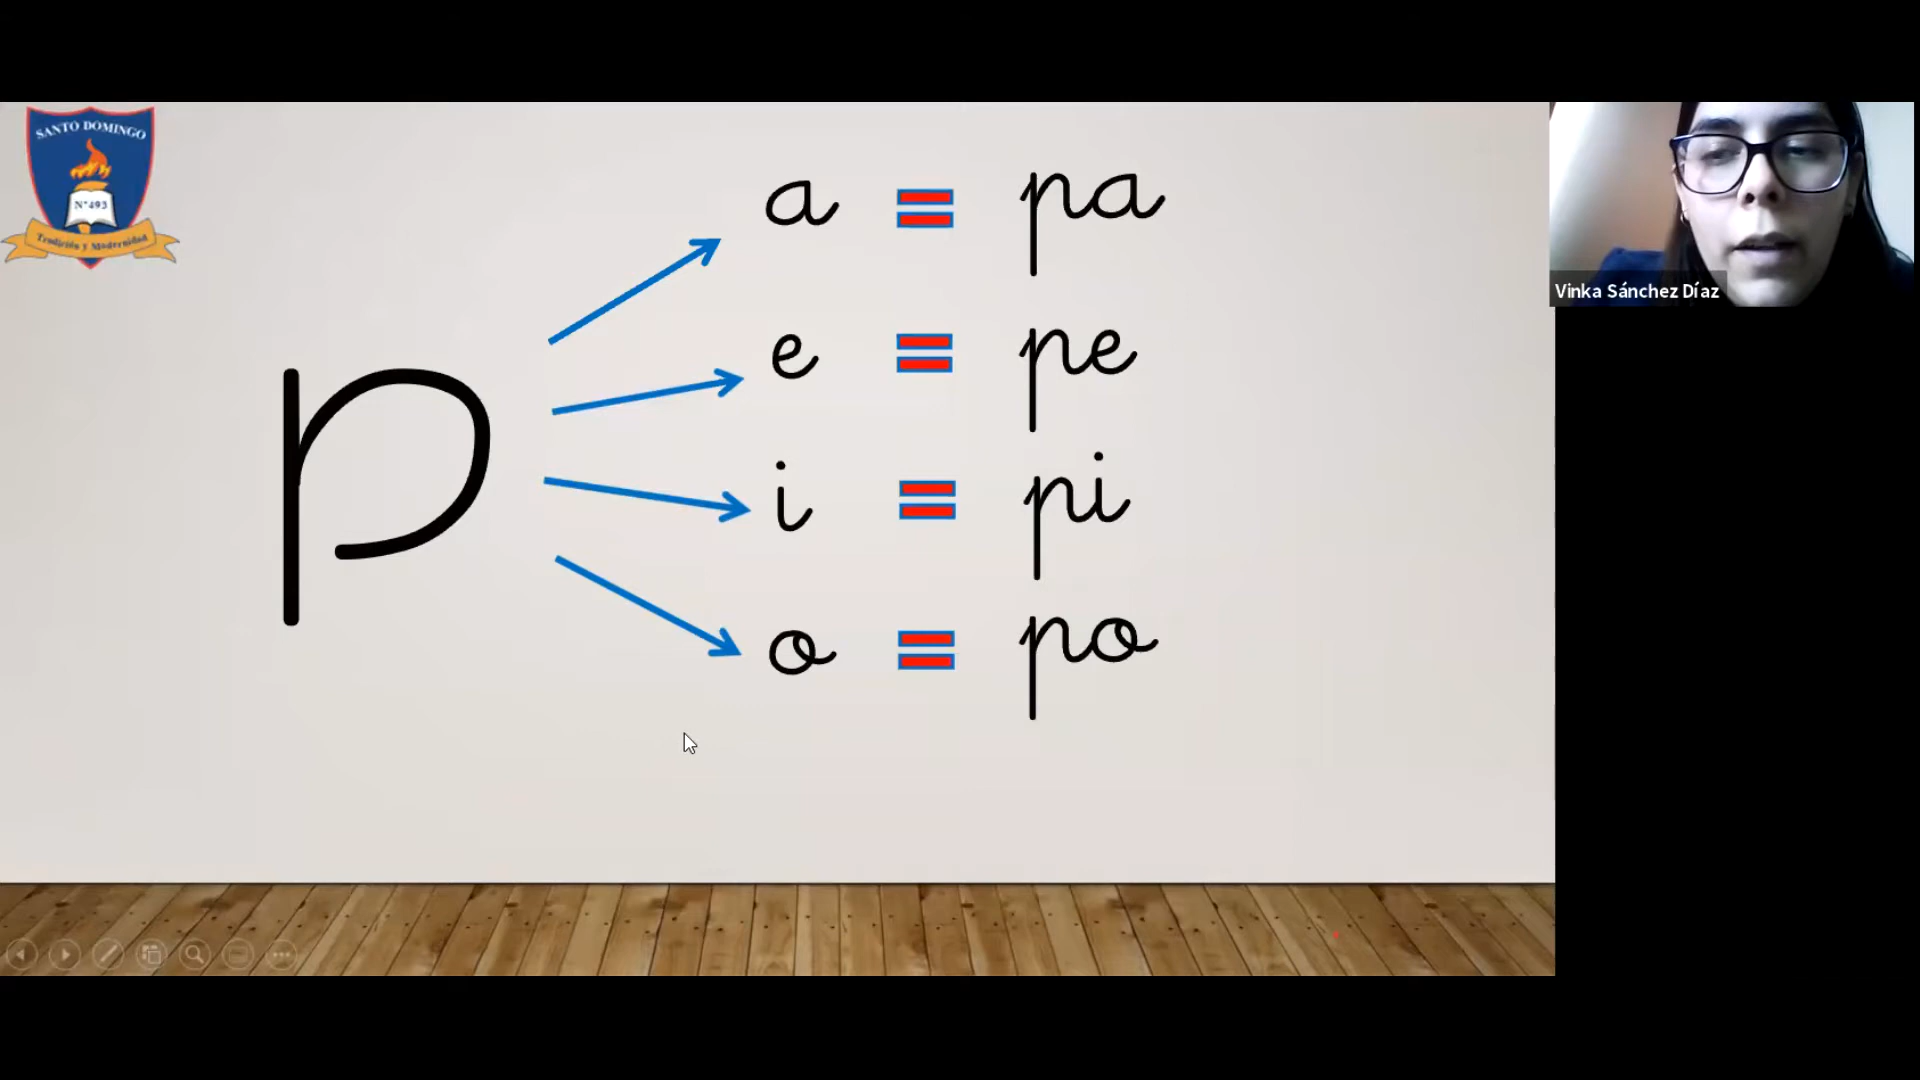 SANTO DOMINGO
N°493
Tradición y Modernidad
a = pa
e = pe
p
i = pi
o = po
Vinka Sánchez Díaz